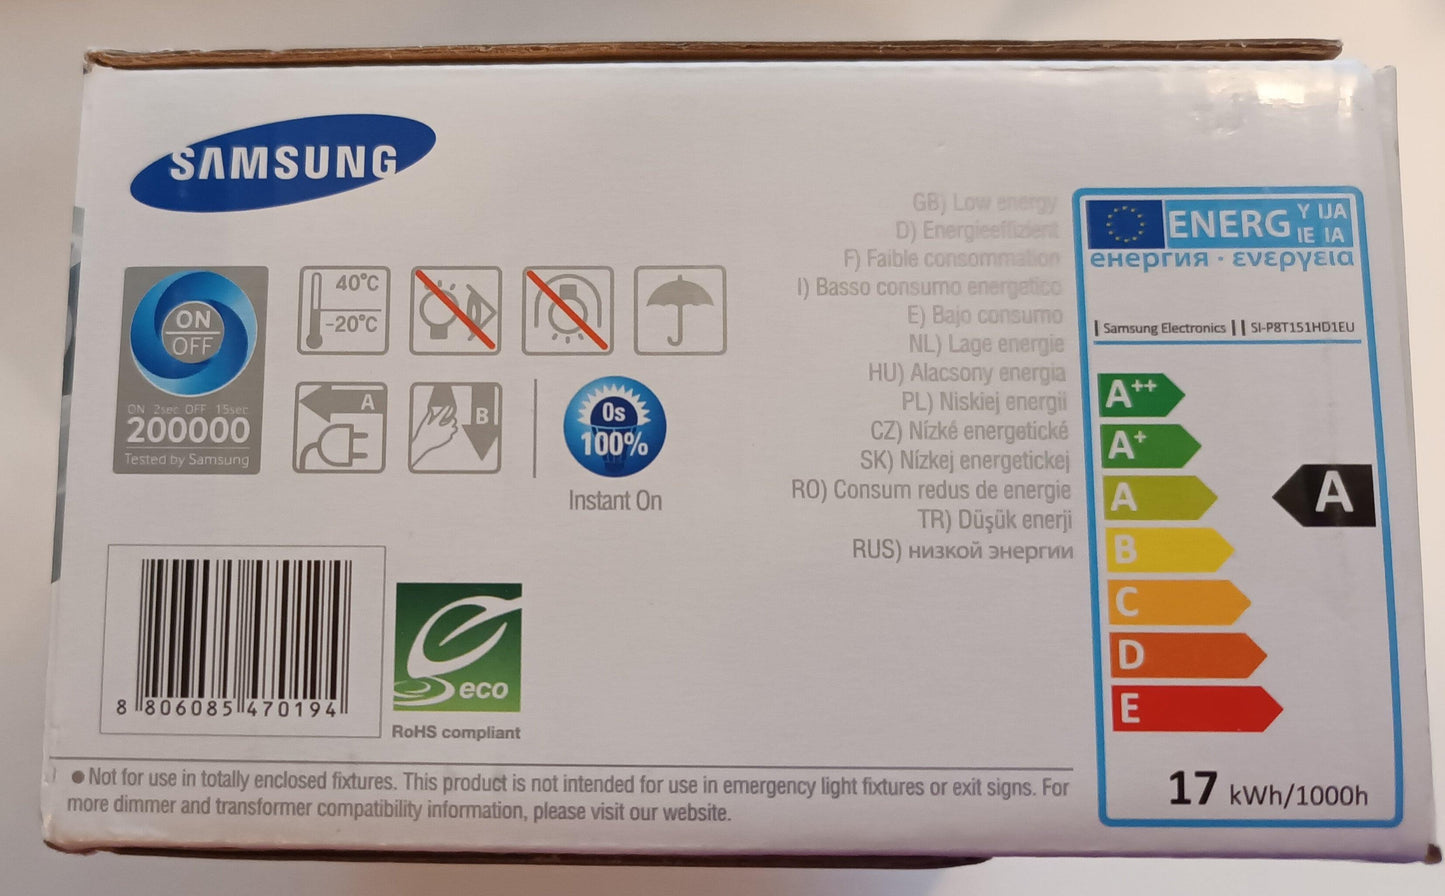 SAMSUNG
ON
OFF
ON 2sec OFF 15sec
200000
Tested by Samsung
40°C
-20°C
A
B
0s
100%
Instant On
GB) Low energy
D) Energieeffizient
F) Faible consommation
I) Basso consumo energetico
E) Bajo consumo
NL) Lage energie
HU) Alacsony energia
PL) Niskiej energii
CZ) Nízké energetické
SK) Nízkej energetickej
RO) Consum redus de energie
TR) Düşük enerji
RUS) низкой энергии
8 806085 470194
eco
RoHS compliant
● Not for use in totally enclosed fixtures. This product is not intended for use in emergency light fixtures or exit signs. For
more dimmer and transformer compatibility information, please visit our website.
ENERG Y IJA
IE IA
енергия · ενεργεια
Samsung Electronics SI-P8T151HD1EU
A++
A+
A
A
B
C
D
E
17 kWh/1000h